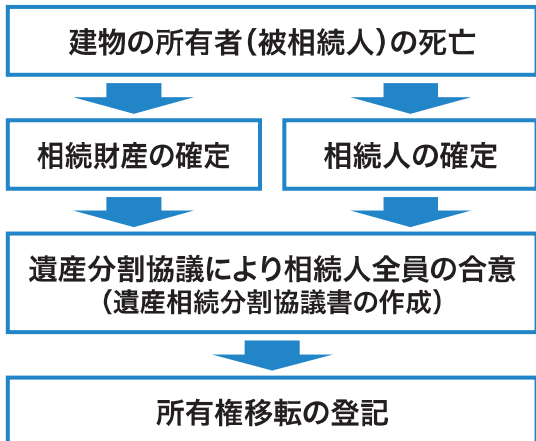 建物の所有者（被相続人）の死亡
相続財産の確定
相続人の確定
遺産分割協議により相続人全員の合意
（遺産相続分割協議書の作成）
所有権移転の登記